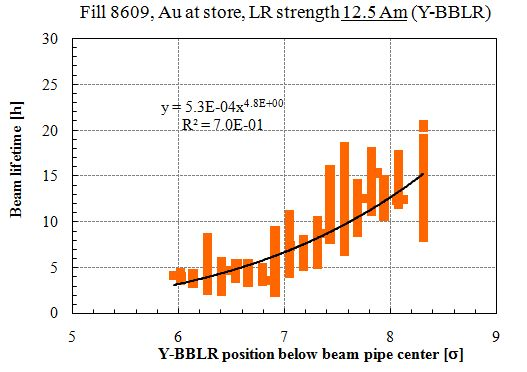 Fill 8609, Au at store, LR strength 12.5 Am (Y-BBLR)
30
25
20
15
10
5
0
Beam lifetime [h]
y = 5.3E-04x^4.8E+00
R² = 7.0E-01
5 6 7 8 9
Y-BBLR position below beam pipe center [σ]